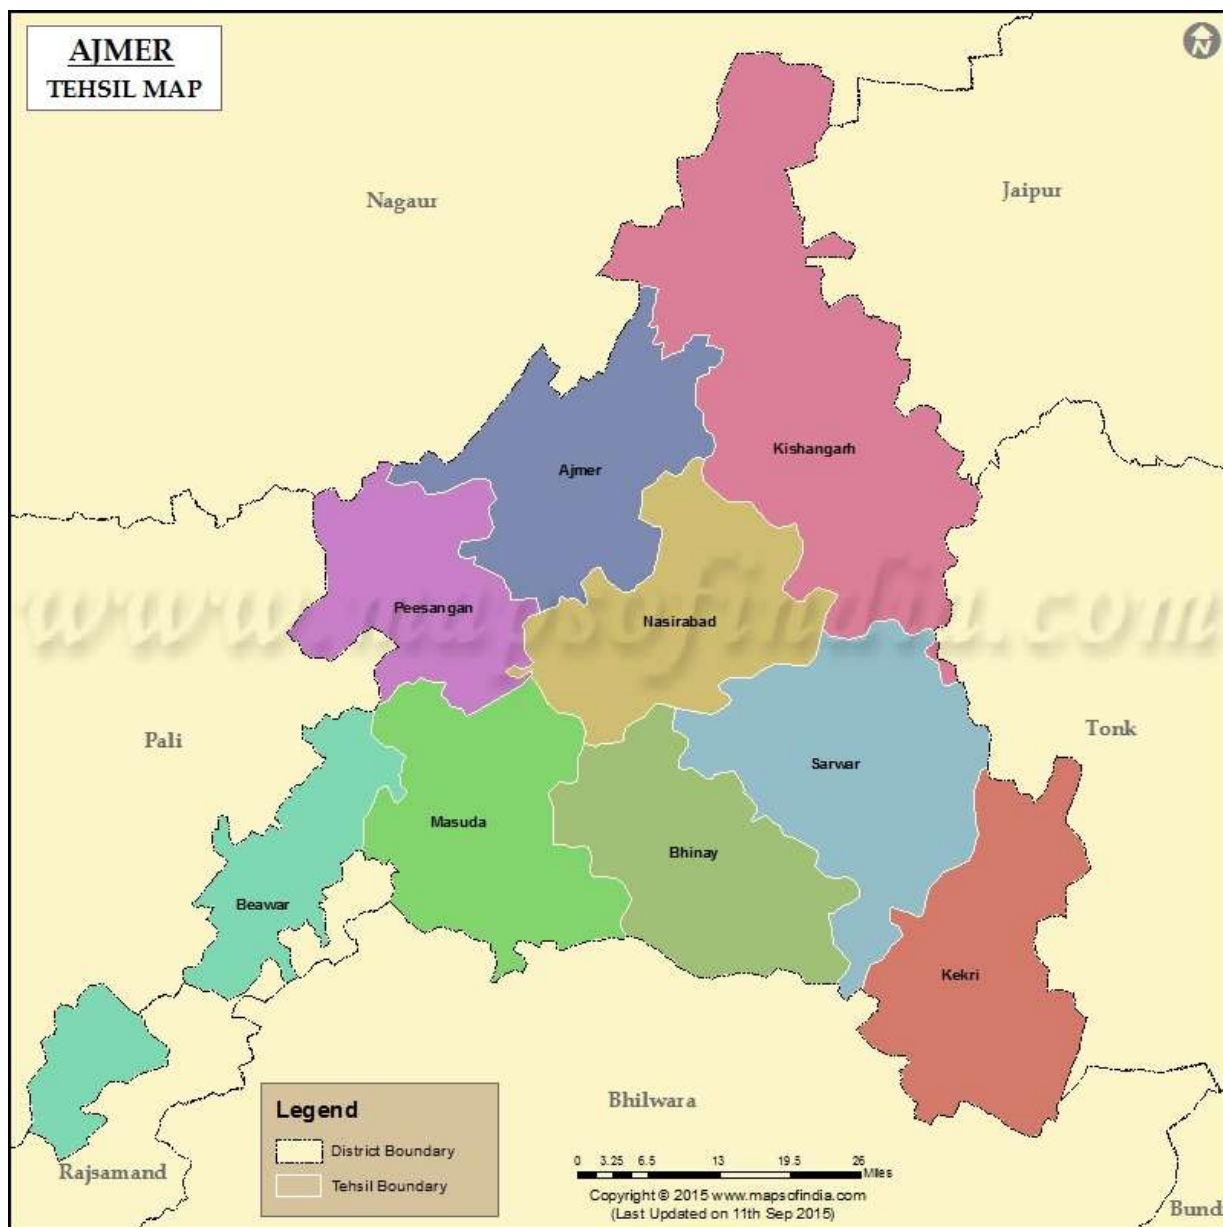 AJMER
TEHSIL MAP
N
Nagaur
Jaipur
Kishangarh
Ajmer
Peesangan
Nasirabad
www.mapsofindia.com
Pali
Tonk
Sarwar
Masuda
Bhinay
Beawar
Kekri
Bhilwara
Rajsamand
Bund
Legend
District Boundary
Tehsil Boundary
0 3.25 6.5 13 19.5 26
Miles
Copyright © 2015 www.mapsofindia.com
(Last Updated on 11th Sep 2015)